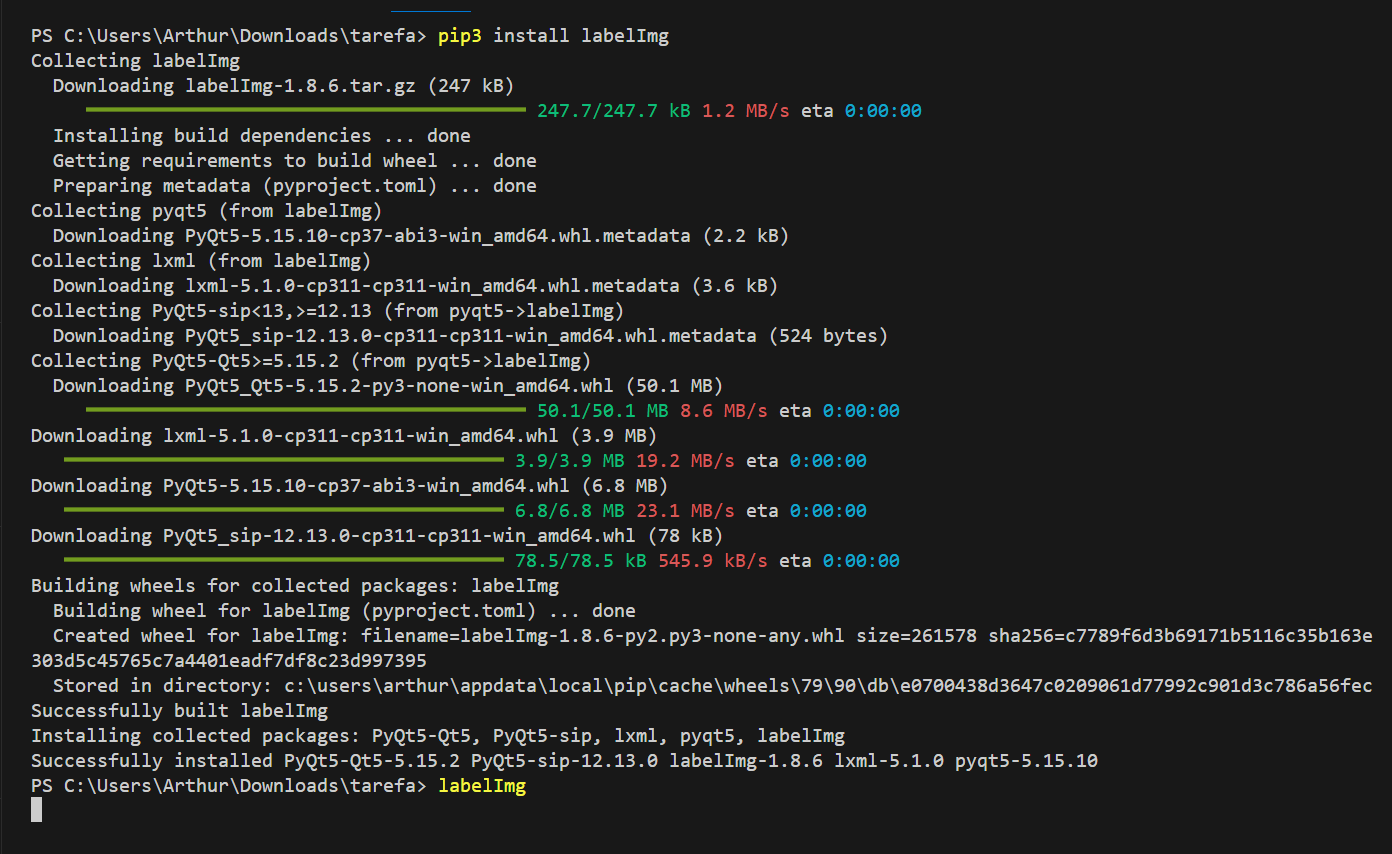 PS C:\Users\Arthur\Downloads\tarefa> pip3 install labelImg
Collecting labelImg
  Downloading labelImg-1.8.6.tar.gz (247 kB)
     247.7/247.7 kB 1.2 MB/s eta 0:00:00
  Installing build dependencies ... done
  Getting requirements to build wheel ... done
  Preparing metadata (pyproject.toml) ... done
Collecting pyqt5 (from labelImg)
  Downloading PyQt5-5.15.10-cp37-abi3-win_amd64.whl.metadata (2.2 kB)
Collecting lxml (from labelImg)
  Downloading lxml-5.1.0-cp311-cp311-win_amd64.whl.metadata (3.6 kB)
Collecting PyQt5-sip<13,>=12.13 (from pyqt5->labelImg)
  Downloading PyQt5_sip-12.13.0-cp311-cp311-win_amd64.whl.metadata (524 bytes)
Collecting PyQt5-Qt5>=5.15.2 (from pyqt5->labelImg)
  Downloading PyQt5_Qt5-5.15.2-py3-none-win_amd64.whl (50.1 MB)
     50.1/50.1 MB 8.6 MB/s eta 0:00:00
Downloading lxml-5.1.0-cp311-cp311-win_amd64.whl (3.9 MB)
   3.9/3.9 MB 19.2 MB/s eta 0:00:00
Downloading PyQt5-5.15.10-cp37-abi3-win_amd64.whl (6.8 MB)
   6.8/6.8 MB 23.1 MB/s eta 0:00:00
Downloading PyQt5_sip-12.13.0-cp311-cp311-win_amd64.whl (78 kB)
   78.5/78.5 kB 545.9 kB/s eta 0:00:00
Building wheels for collected packages: labelImg
  Building wheel for labelImg (pyproject.toml) ... done
  Created wheel for labelImg: filename=labelImg-1.8.6-py2.py3-none-any.whl size=261578 sha256=c7789f6d3b69171b5116c35b163e
303d5c45765c7a4401eadf7df8c23d997395
  Stored in directory: c:\users\arthur\appdata\local\pip\cache\wheels\79\90\db\e0700438d3647c0209061d77992c901d3c786a56fec
Successfully built labelImg
Installing collected packages: PyQt5-Qt5, PyQt5-sip, lxml, pyqt5, labelImg
Successfully installed PyQt5-Qt5-5.15.2 PyQt5-sip-12.13.0 labelImg-1.8.6 lxml-5.1.0 pyqt5-5.15.10
PS C:\Users\Arthur\Downloads\tarefa> labelImg